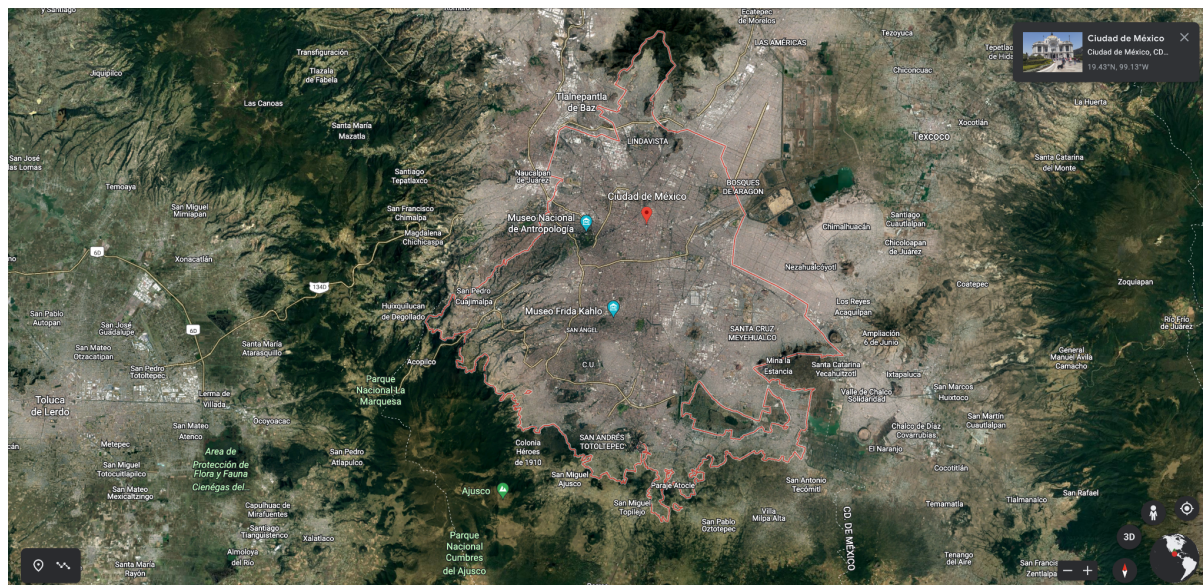 y Santiago
Ecatepec
de Morelos
Tezoyuca
Ciudad de México
Ciudad de México, CD...
19.43°N, 99.13°W
LAS AMÉRICAS
Transfiguración
Jiquipilco
Tlazala
de Fabela
Chiconcuac
Las Canoas
Tlalnepantla
de Baz
La Huerta
Santa María
Mazatla
Xocotlán
Texcoco
LINDAVISTA
San José
las Lomas
Santa Catarina
del Monte
Santiago
Tepatlaxco
Naucalpan
de Juárez
Temoaya
BOSQUES
DE ARAGÓN
Ciudad de México
San Miguel
Mimiapan
San Francisco
Chimalpa
Museo Nacional
de Antropología
Santiago
Cuautlalpan
Magdalena
Chichicaspa
Chimalhuacán
Chicoloapan
de Juárez
6D
Xonacatlán
Nezahualcóyotl
134D
Coatepec
Zoquiapan
San Pedro
Cuajimalpa
San Pablo
Autopan
Huixquilucan
de Degollado
Museo Frida Kahlo
Los Reyes
Acaquilpan
San José
Guadalupe
6D
SAN ÁNGEL
SANTA CRUZ
MEYEHUALCO
Río Frío
de Juárez
Ampliación
6 de Junio
San Mateo
Otzacatipan
Santa María
Atarasquillo
General
Manuel Ávila
Camacho
Acopilco
C.U.
Mina la
Estancia
Santa Catarina
Yecahuitzotl
San Pedro
Totoltepec
Ixtapaluca
Parque
Nacional La
Marquesa
Toluca
de Lerdo
Lerma de
Villada
Valle de Chalco
Solidaridad
San Marcos
Huixtoco
San Mateo
Atenco
Ocoyoacac
San Martín
Cuautlalpan
Chalco de Díaz
Covarrubias
Metepec
SAN ANDRÉS
TOTOLTEPEC
Colonia
Héroes
de 1910
El Naranjo
San Pedro
Atlapulco
Área de
Protección de
Flora y Fauna
Ciénegas del...
San Miguel
Totocuitlapilco
Cocotitlán
San Miguel
Ajusco
San Antonio
Tecómitl
Paraje Atocle
San Mateo
Mexicaltzingo
Ajusco
San Rafael
Temamatla
Tlalmanalco
San Miguel
Topilejo
Capulhuac de
Mirafuentes
Villa
Milpa Alta
San Pablo
Oztotepec
Santiago
Tianguistenco
Xalatlaco
CD. DE MÉXICO
Parque
Nacional
Cumbres
del Ajusco
3D
Almoloya
del Río
Tenango
del Aire
Santa María
Rayón
San Francisco
Zentlalpan